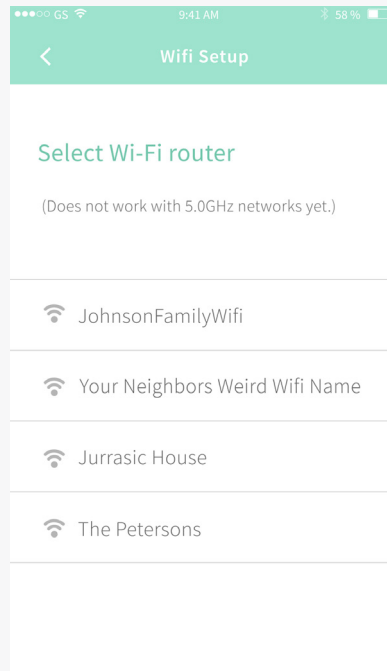 GS 9:41 AM 58 %
Wifi Setup
Select Wi-Fi router
(Does not work with 5.0GHz networks yet.)
JohnsonFamilyWifi
Your Neighbors Weird Wifi Name
Jurrasic House
The Petersons